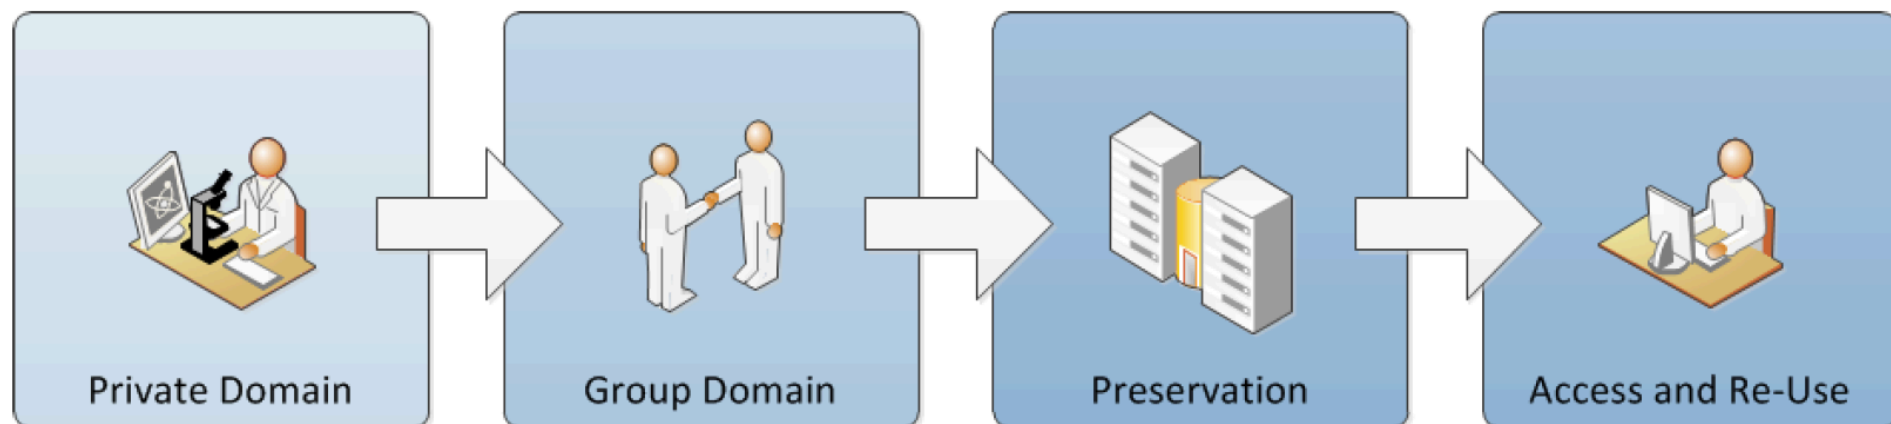 Private Domain
Group Domain
Preservation
Access and Re-Use